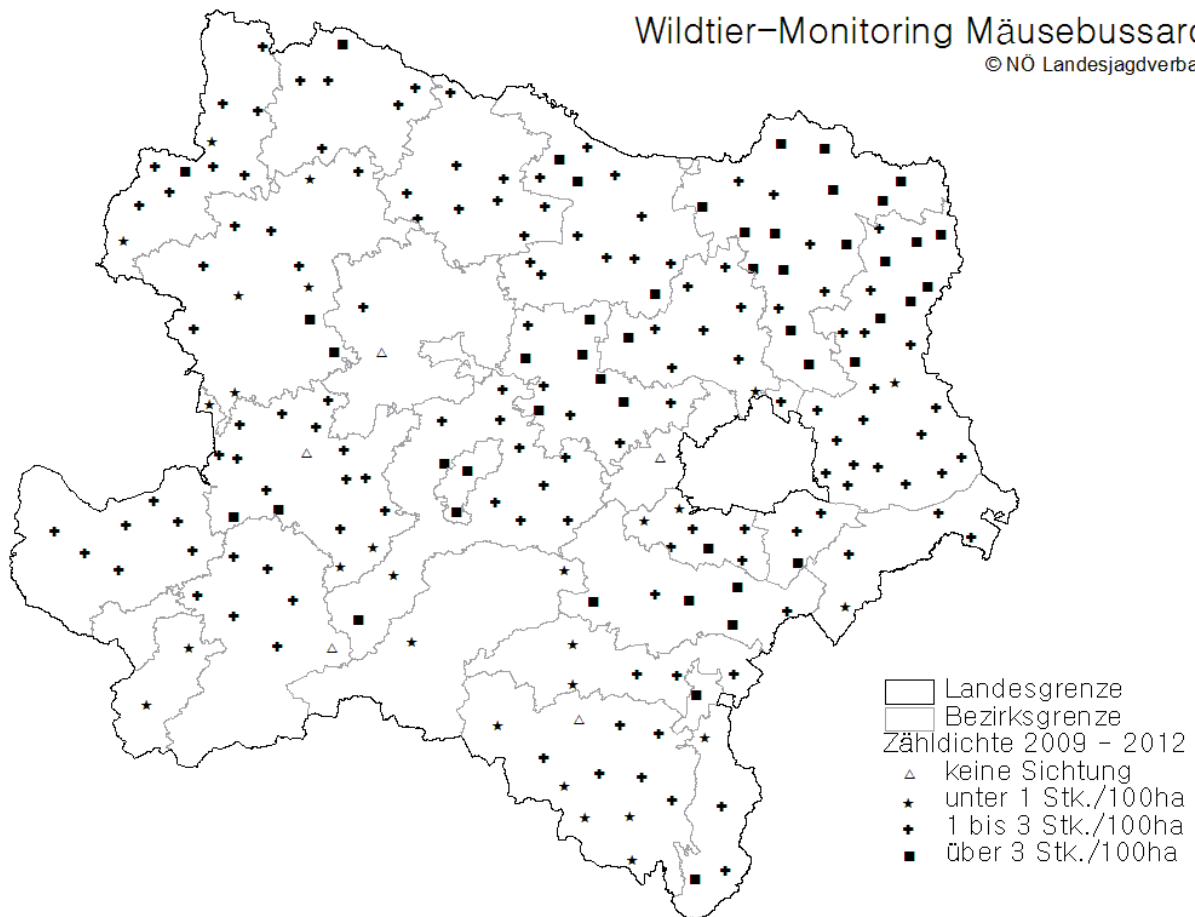 Wildtier-Monitoring Mäusebussard
© NÖ Landesjagdverba
Landesgrenze
Bezirksgrenze
Zähldichte 2009 - 2012
keine Sichtung
unter 1 Stk./100ha
1 bis 3 Stk./100ha
über 3 Stk./100ha